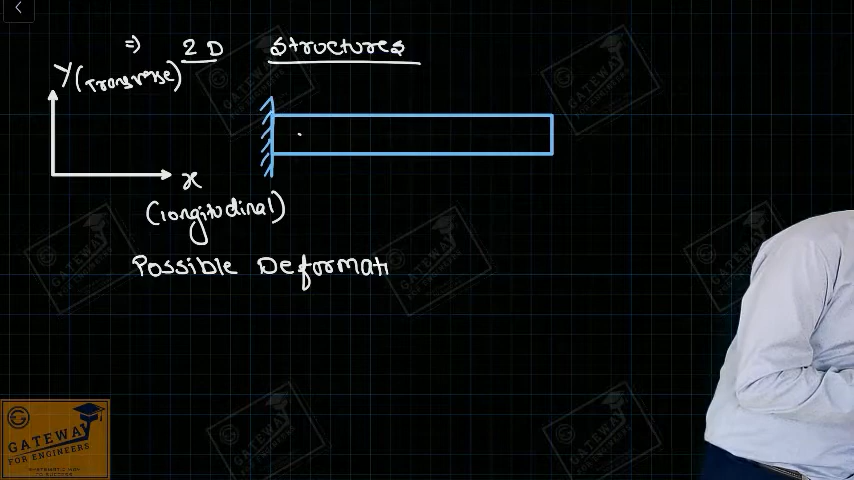 =) 2 D Structures
Y (Transverse)
x
(longitudinal)
Possible Deformati
GATEWAY
FOR ENGINEERS